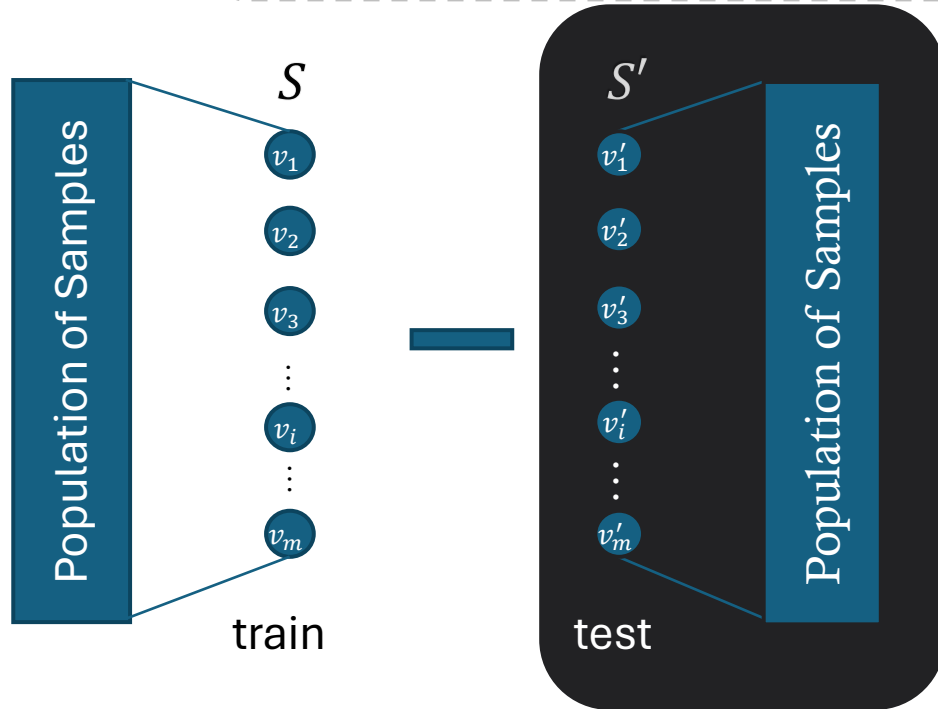 Population of Samples
S
v₁
v₂
v₃
⋮
vᵢ
⋮
vₘ
train
S′
v′₁
v′₂
v′₃
⋮
v′ᵢ
⋮
v′ₘ
test
Population of Samples